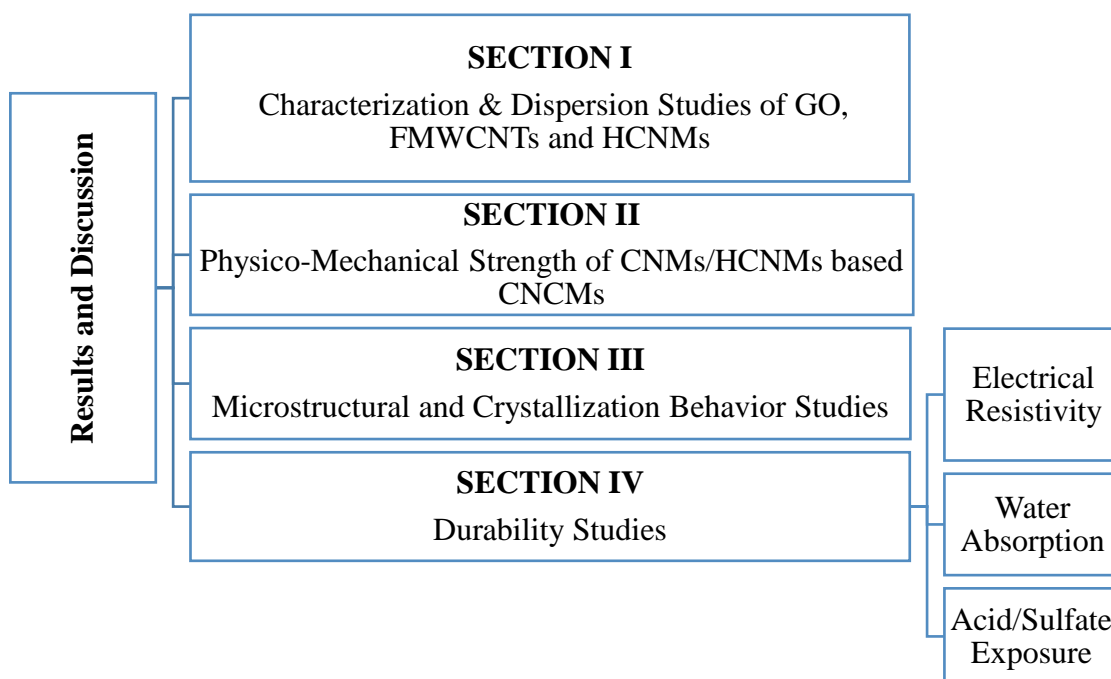 Results and Discussion
SECTION I
Characterization & Dispersion Studies of GO,
FMWCNTs and HCNMs
SECTION II
Physico-Mechanical Strength of CNMs/HCNMs based
CNCMs
SECTION III
Microstructural and Crystallization Behavior Studies
SECTION IV
Durability Studies
Electrical
Resistivity
Water
Absorption
Acid/Sulfate
Exposure